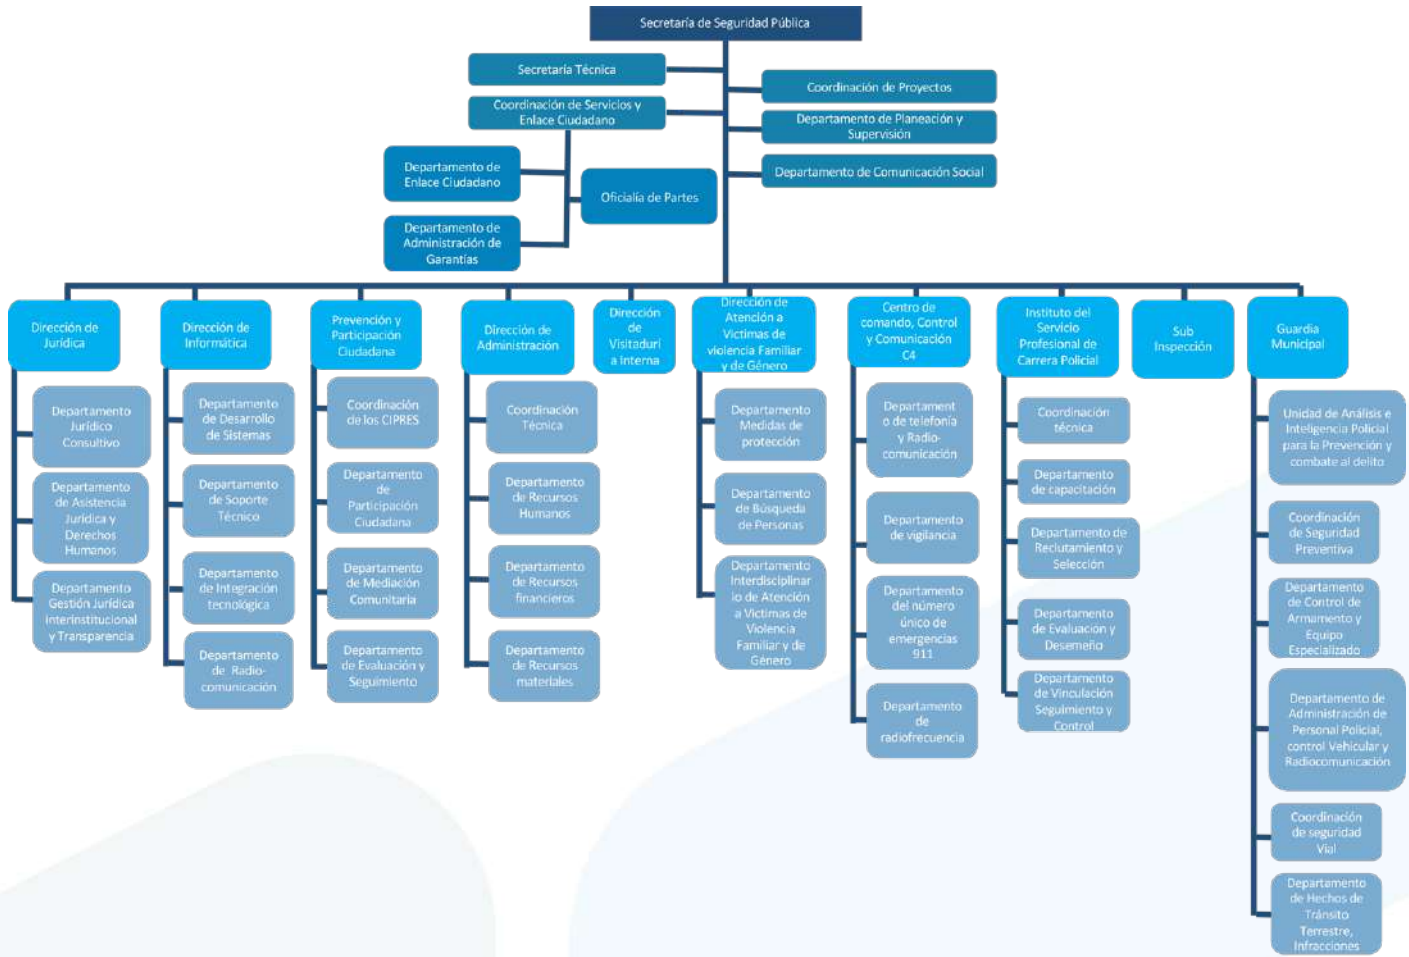 Secretaría de Seguridad Pública
Secretaría Técnica
Coordinación de Proyectos
Coordinación de Servicios y
Enlace Ciudadano
Departamento de Planeación y
Supervisión
Departamento de Comunicación Social
Departamento de
Enlace Ciudadano
Oficialía de Partes
Departamento de
Administración de
Garantías
Dirección de
Jurídica
Departamento
Jurídico
Consultivo
Departamento
de Asistencia
Jurídica y
Derechos
Humanos
Departamento
Gestión Jurídica
Interinstitucional
y Transparencia
Dirección de
Informática
Departamento
de Desarrollo
de Sistemas
Departamento
de Soporte
Técnico
Departamento
de Integración
tecnológica
Departamento
de Radio-
comunicación
Prevención y
Participación
Ciudadana
Coordinación
de los CIPRES
Departamento
de
Participación
Ciudadana
Departamento
de Mediación
Comunitaria
Departamento
de Evaluación y
Seguimiento
Dirección de
Administración
Coordinación
Técnica
Departamento
de Recursos
Humanos
Departamento
de Recursos
financieros
Departamento
de Recursos
materiales
Dirección
de
Visitadurí
a Interna
Dirección de
Atención a
Victimas de
violencia Familiar
y de Género
Departamento
Medidas de
protección
Departamento
de Búsqueda
de Personas
Departamento
Interdisciplinar
io de Atención
a Victimas de
Violencia
Familiar y de
Género
Centro de
comando, Control
y Comunicación
C4
Departament
o de telefonía
y Radio-
comunicación
Departamento
de vigilancia
Departamento
del número
único de
emergencias
911
Departamento
de
radiofrecuencia
Instituto del
Servicio
Profesional de
Carrera Policial
Coordinación
técnica
Departamento
de capacitación
Departamento de
Reclutamiento y
Selección
Departamento
de Evaluación y
Desemeño
Departamento
de Vinculación
Seguimiento y
Control
Sub
Inspección
Guardia
Municipal
Unidad de Análisis e
Inteligencia Policial
para la Prevención y
combate al delito
Coordinación
de Seguridad
Preventiva
Departamento
de Control de
Armamento y
Equipo
Especializado
Departamento de
Administración de
Personal Policial,
control Vehicular y
Radiocomunicación
Coordinación
de seguridad
Vial
Departamento
de Hechos de
Tránsito
Terrestre,
Infracciones